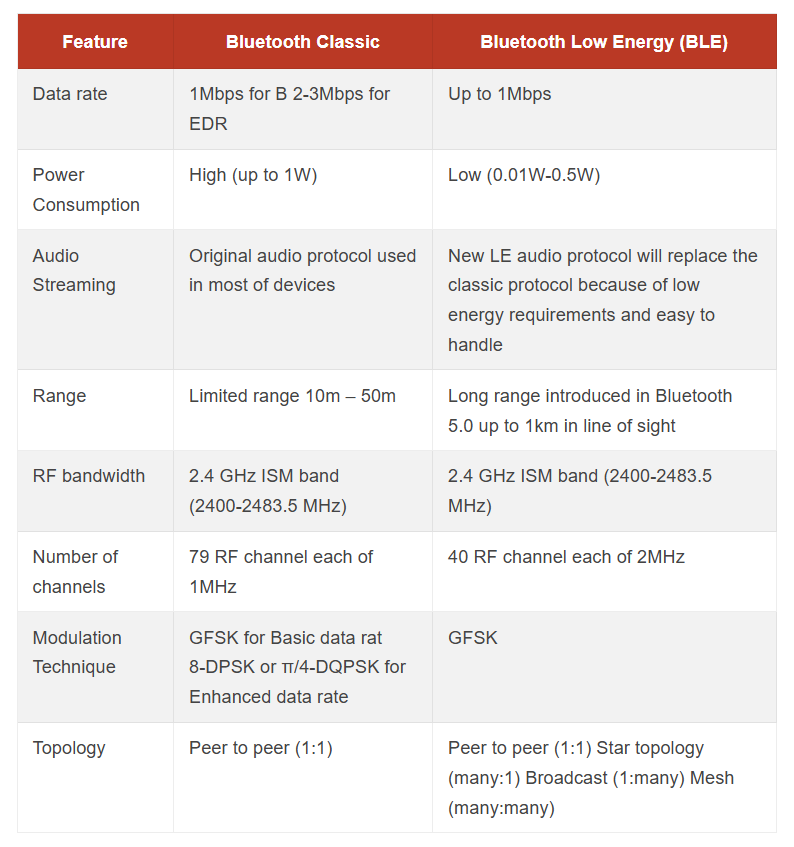 Feature Bluetooth Classic Bluetooth Low Energy (BLE)
Data rate
1Mbps for B 2-3Mbps for
EDR
Up to 1Mbps
Power
Consumption
High (up to 1W)
Low (0.01W-0.5W)
Audio
Streaming
Original audio protocol used
in most of devices
New LE audio protocol will replace the
classic protocol because of low
energy requirements and easy to
handle
Range
Limited range 10m – 50m
Long range introduced in Bluetooth
5.0 up to 1km in line of sight
RF bandwidth
2.4 GHz ISM band
(2400-2483.5 MHz)
2.4 GHz ISM band (2400-2483.5
MHz)
Number of
channels
79 RF channel each of
1MHz
40 RF channel each of 2MHz
Modulation
Technique
GFSK for Basic data rat
8-DPSK or π/4-DQPSK for
Enhanced data rate
GFSK
Topology
Peer to peer (1:1)
Peer to peer (1:1) Star topology
(many:1) Broadcast (1:many) Mesh
(many:many)